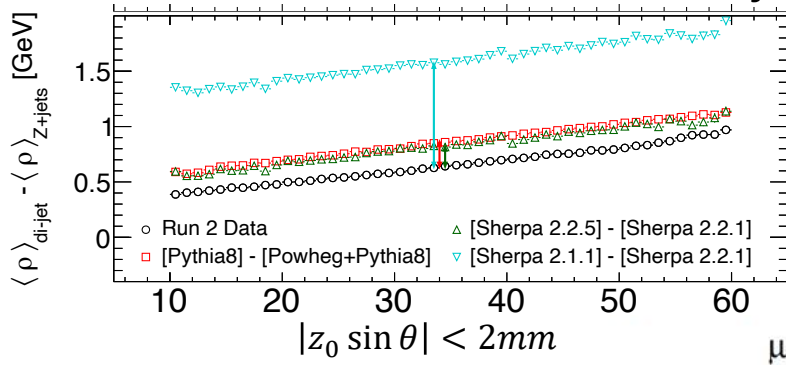 ⟨ρ⟩di-jet - ⟨ρ⟩Z+jets [GeV]
1.5
1
0.5
0
Run 2 Data
[Sherpa 2.2.5] - [Sherpa 2.2.1]
[Pythia8] - [Powheg+Pythia8]
[Sherpa 2.1.1] - [Sherpa 2.2.1]
10 20 30 40 50 60
|z₀ sin θ| < 2mm
μ